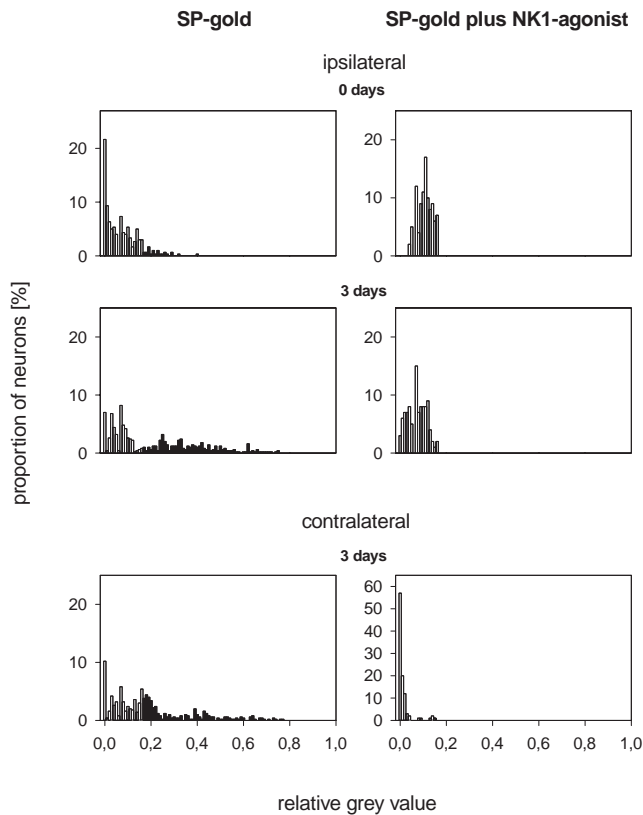 SP-gold SP-gold plus NK1-agonist
ipsilateral
0 days
20
10
0
20
10
0
3 days
20
10
0
20
10
0
proportion of neurons [%]
contralateral
3 days
20
10
0
60
50
40
30
20
10
0
0,0 0,2 0,4 0,6 0,8 1,0 0,0 0,2 0,4 0,6 0,8 1,0
relative grey value